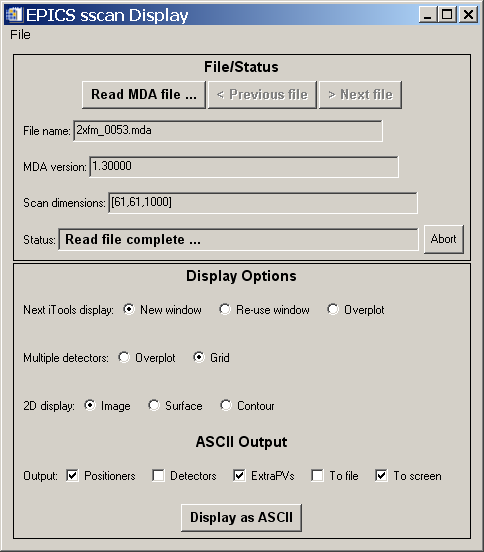 EPICS sscan Display
File
File/Status
Read MDA file ... < Previous file > Next file
File name: 2xfm_0053.mda
MDA version: 1.30000
Scan dimensions: [61,61,1000]
Status: Read file complete ... Abort
Display Options
Next iTools display: New window Re-use window Overplot
Multiple detectors: Overplot Grid
2D display: Image Surface Contour
ASCII Output
Output: Positioners Detectors ExtraPVs To file To screen
Display as ASCII